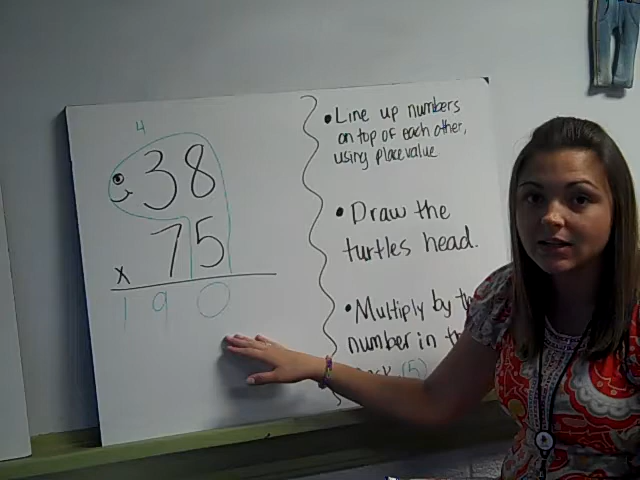 4
38
x 75
190
• Line up numbers
on top of each other,
using place value
• Draw the
turtles head.
• Multiply by
number in
(5)